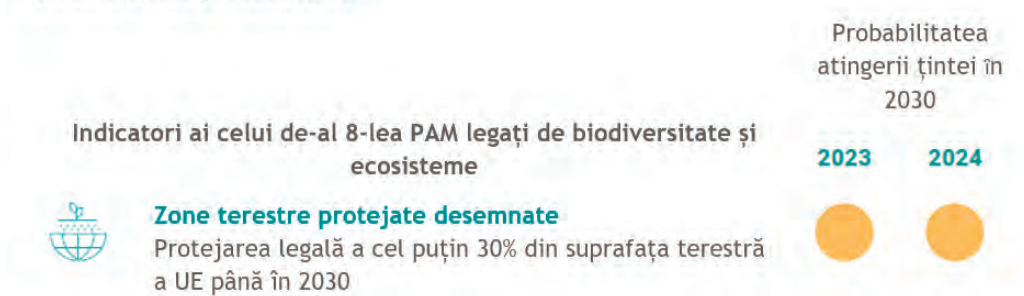 Probabilitatea
atingerii țintei în
2030
Indicatori ai celui de-al 8-lea PAM legați de biodiversitate și
ecosisteme
2023 2024
Zone terestre protejate desemnate
Protejarea legală a cel puțin 30% din suprafața terestră
a UE până în 2030